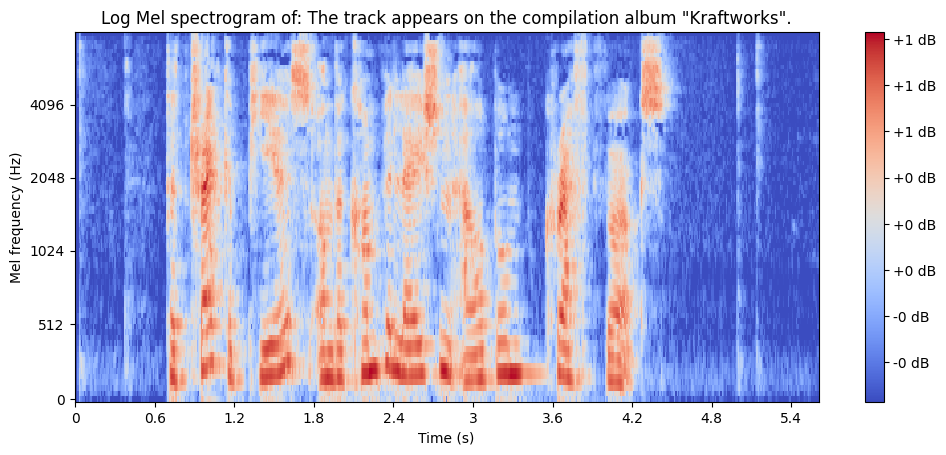 Log Mel spectrogram of: The track appears on the compilation album "Kraftworks".
Mel frequency (Hz)
4096
2048
1024
512
0
0 0.6 1.2 1.8 2.4 3 3.6 4.2 4.8 5.4
Time (s)
+1 dB
+1 dB
+1 dB
+0 dB
+0 dB
+0 dB
-0 dB
-0 dB